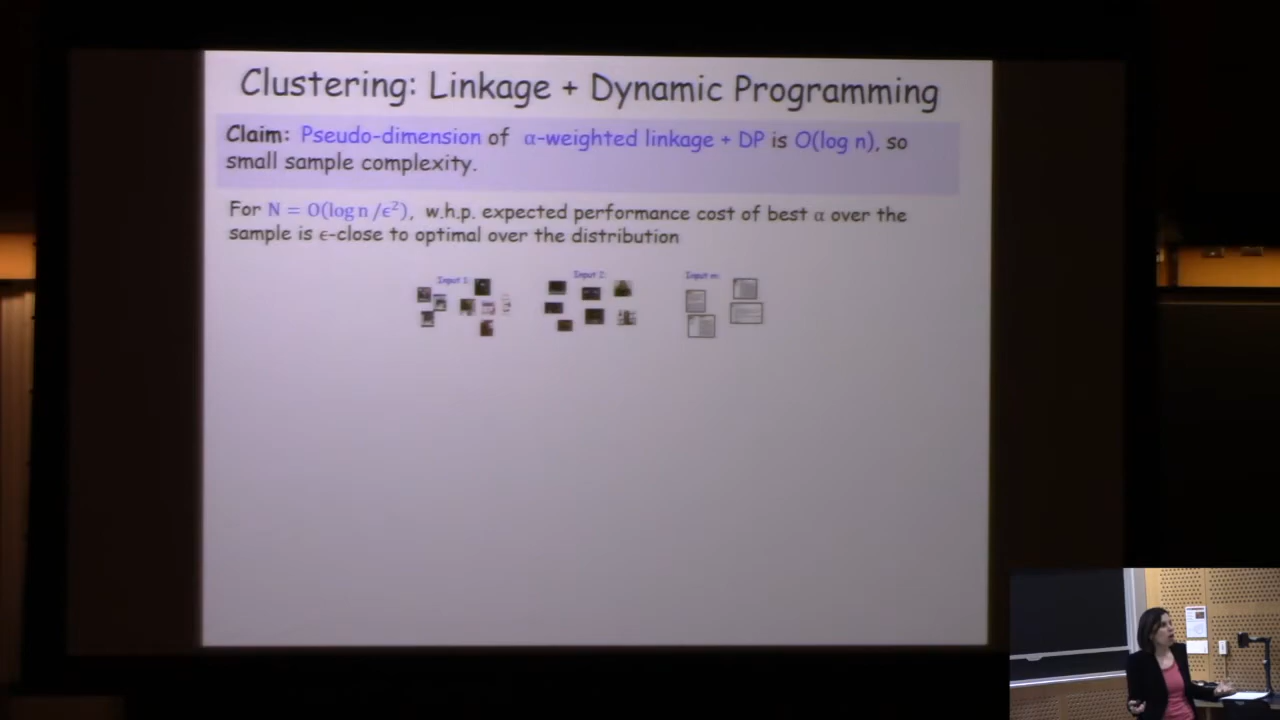 Clustering: Linkage + Dynamic Programming
Claim: Pseudo-dimension of α-weighted linkage + DP is O(log n), so
small sample complexity.
For N = O(log n /ϵ²), w.h.p. expected performance cost of best α over the
sample is ϵ-close to optimal over the distribution
Input 1: Input 2: Input m: